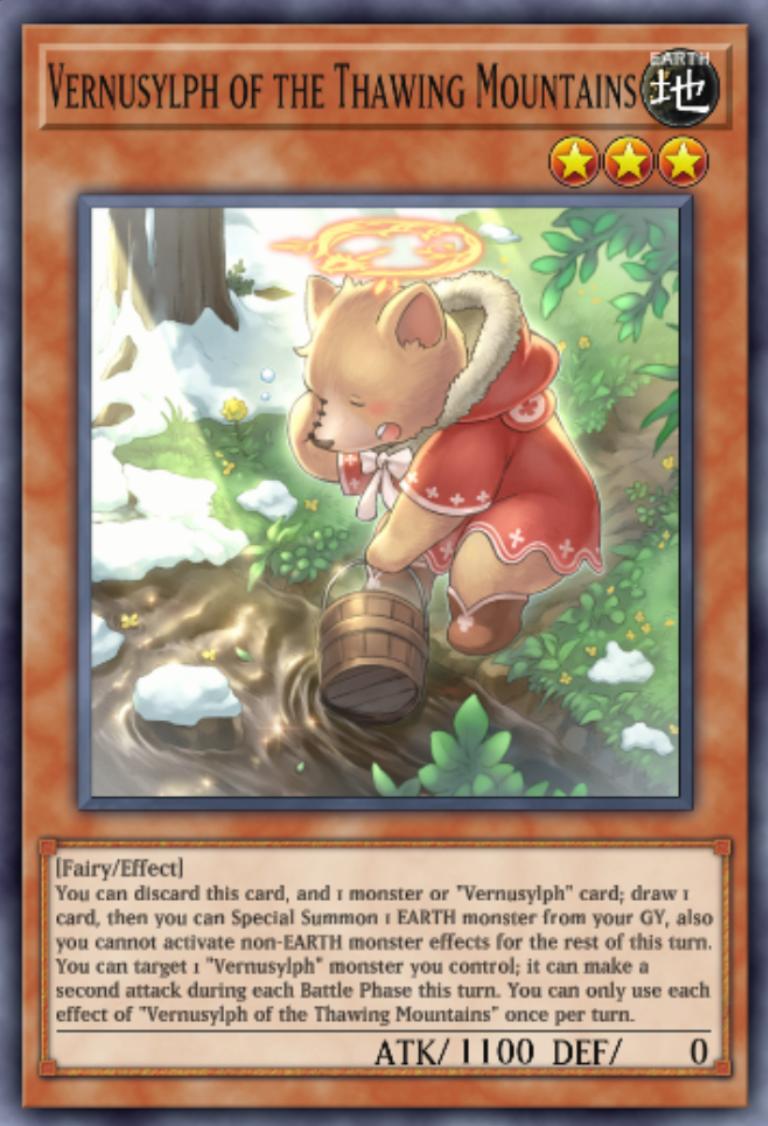 VERNUSYLPH OF THE THAWING MOUNTAINS
EARTH
地
[Fairy/Effect]
You can discard this card, and 1 monster or "Vernusylph" card; draw 1
card, then you can Special Summon 1 EARTH monster from your GY, also
you cannot activate non-EARTH monster effects for the rest of this turn.
You can target 1 "Vernusylph" monster you control; it can make a
second attack during each Battle Phase this turn. You can only use each
effect of "Vernusylph of the Thawing Mountains" once per turn.
ATK/ 1100 DEF/ 0